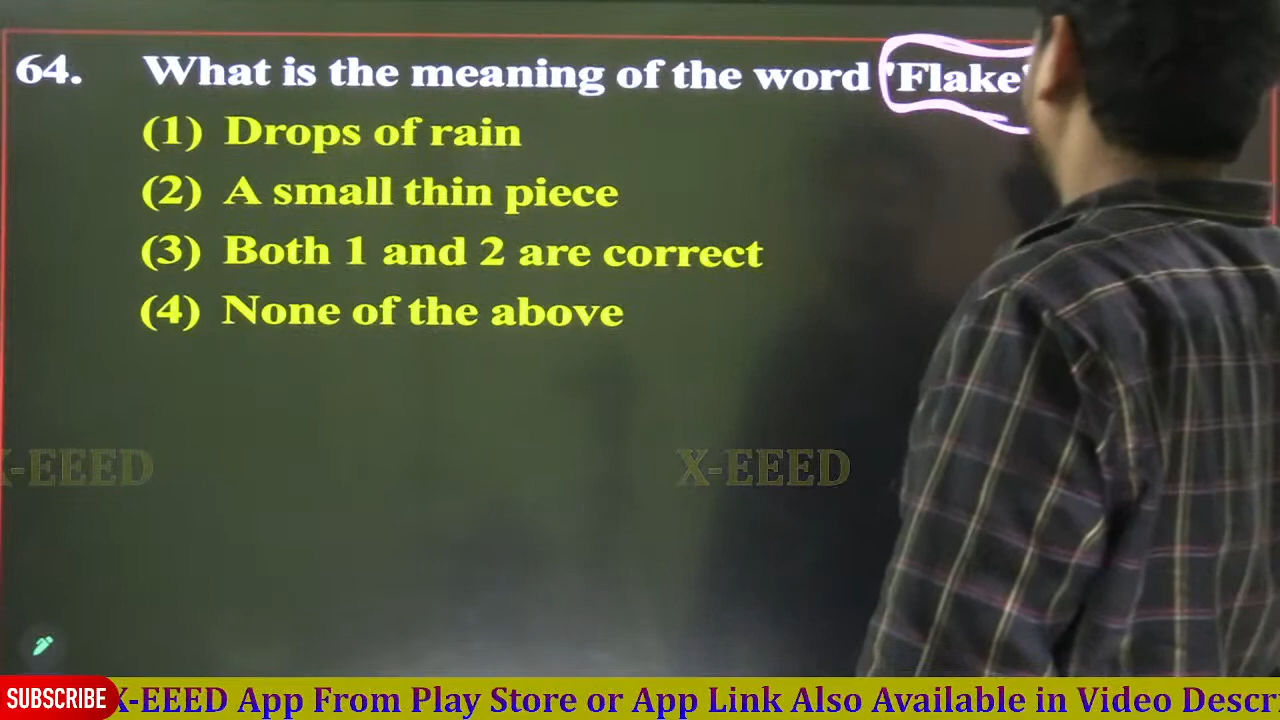 64. What is the meaning of the word 'Flake'
(1) Drops of rain
(2) A small thin piece
(3) Both 1 and 2 are correct
(4) None of the above
X-EEED X-EEED
SUBSCRIBE X-EEED App From Play Store or App Link Also Available in Video Descr